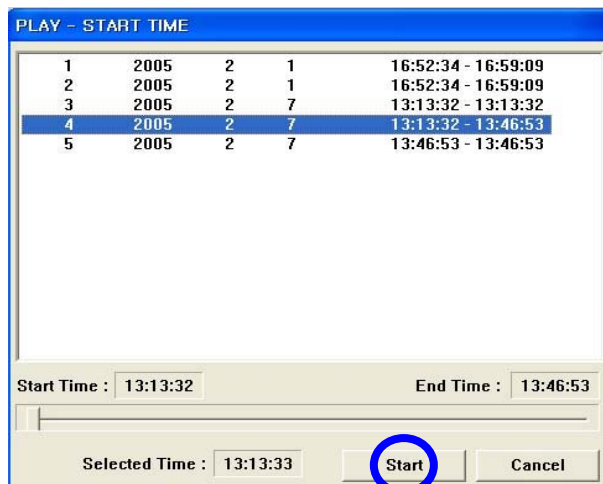 PLAY - START TIME
1 2005 2 1 16:52:34 - 16:59:09
2 2005 2 1 16:52:34 - 16:59:09
3 2005 2 7 13:13:32 - 13:13:32
4 2005 2 7 13:13:32 - 13:46:53
5 2005 2 7 13:46:53 - 13:46:53
Start Time : 13:13:32 End Time : 13:46:53
Selected Time : 13:13:33 Start Cancel